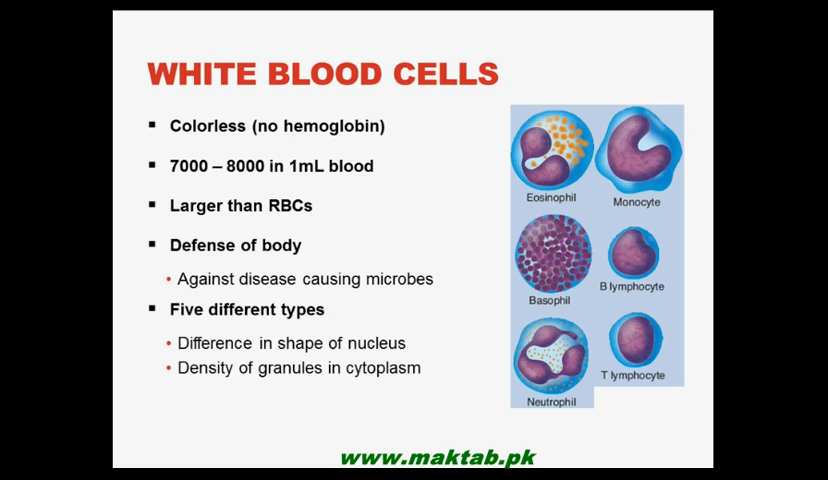 WHITE BLOOD CELLS
▪ Colorless (no hemoglobin)
▪ 7000 – 8000 in 1mL blood
▪ Larger than RBCs
▪ Defense of body
• Against disease causing microbes
▪ Five different types
• Difference in shape of nucleus
• Density of granules in cytoplasm
Eosinophil
Monocyte
Basophil
B lymphocyte
Neutrophil
T lymphocyte
www.maktab.pk